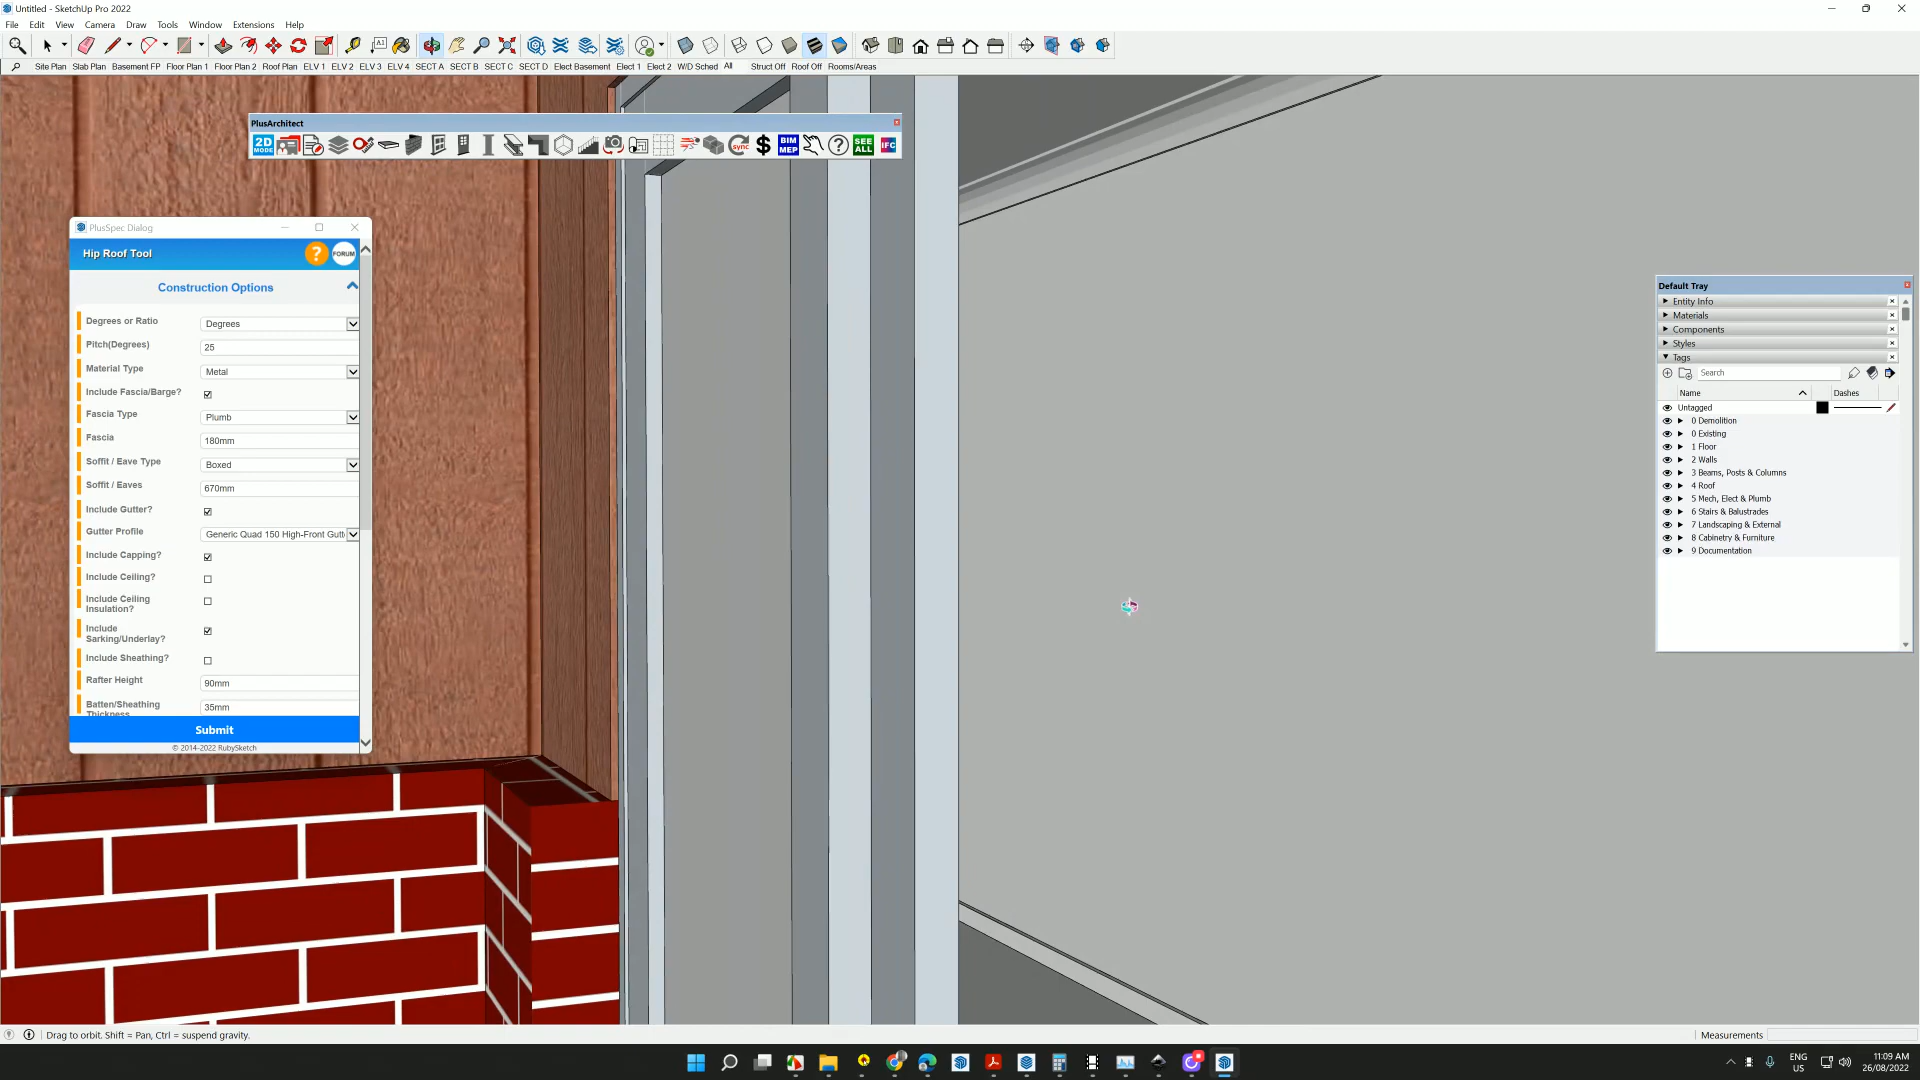 Untitled - SketchUp Pro 2022
File Edit View Camera Draw Tools Window Extensions Help
Site Plan Slab Plan Basement FP Floor Plan 1 Floor Plan 2 Roof Plan ELV 1 ELV 2 ELV 3 ELV 4 SECT A SECT B SECT C SECT D Elect Basement Elect 1 Elect 2 W/D Sched All Struct Off Roof Off Rooms/Areas
PlusArchitect
2D MODE sync $ BIM MEP ? SEE ALL IFC
PlusSpec Dialog
Hip Roof Tool ? FORUM
Construction Options
Degrees or Ratio Degrees
Pitch(Degrees) 25
Material Type Metal
Include Fascia/Barge?
Fascia Type Plumb
Fascia 180mm
Soffit / Eave Type Boxed
Soffit / Eaves 670mm
Include Gutter?
Gutter Profile Generic Quad 150 High-Front Gutt
Include Capping?
Include Ceiling?
Include Ceiling
Insulation?
Include
Sarking/Underlay?
Include Sheathing?
Rafter Height 90mm
Batten/Sheathing 35mm
Thickness
Submit
© 2014-2022 RubySketch
Default Tray
Entity Info
Materials
Components
Styles
Tags
Search
Name Dashes
Untagged
0 Demolition
0 Existing
1 Floor
2 Walls
3 Beams, Posts & Columns
4 Roof
5 Mech, Elect & Plumb
6 Stairs & Balustrades
7 Landscaping & External
8 Cabinetry & Furniture
9 Documentation
Drag to orbit. Shift = Pan, Ctrl = suspend gravity.
Measurements
ENG
US
11:09 AM
26/08/2022